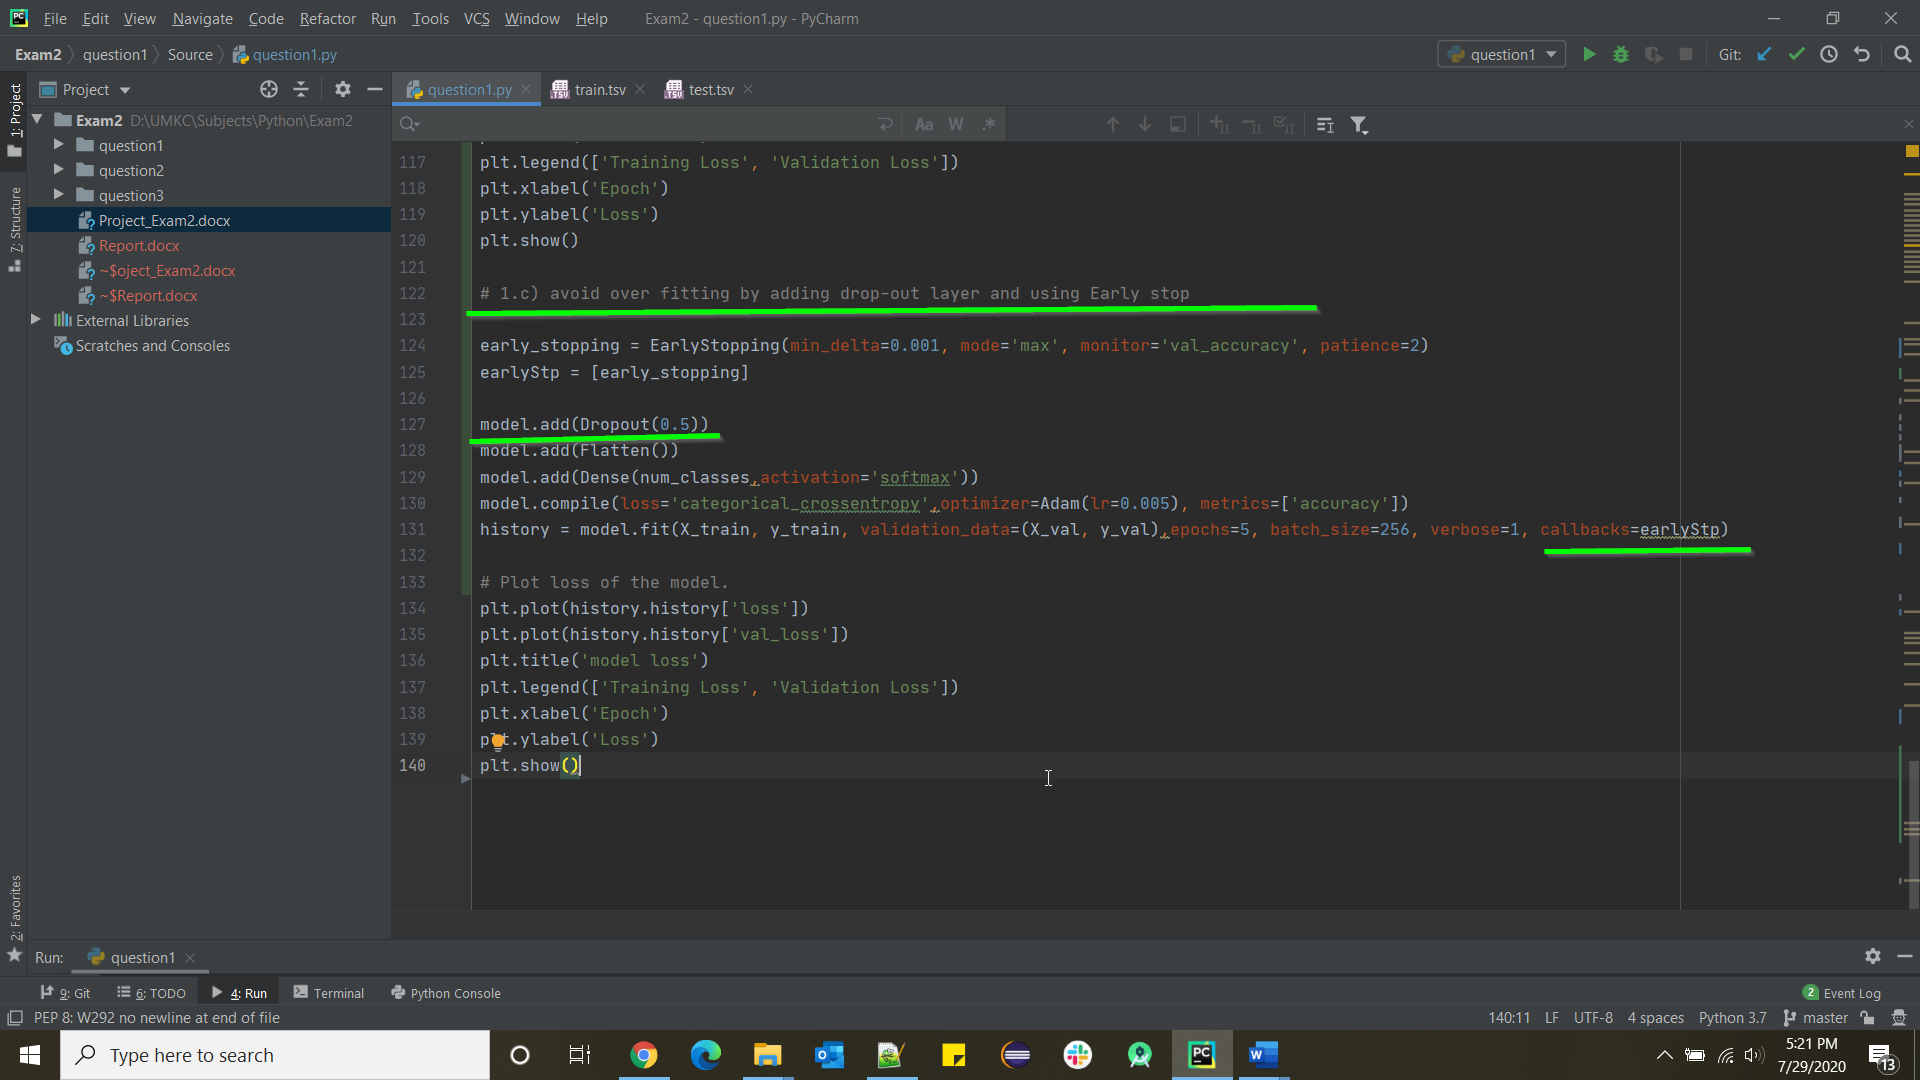 File Edit View Navigate Code Refactor Run Tools VCS Window Help Exam2 - question1.py - PyCharm
Exam2 question1 Source question1.py question1 Git:
1: Project
7: Structure
2: Favorites
Project
Exam2 D:\UMKC\Subjects\Python\Exam2
question1
question2
question3
Project_Exam2.docx
Report.docx
~$oject_Exam2.docx
~$Report.docx
External Libraries
Scratches and Consoles
question1.py train.tsv test.tsv
Aa W .*
117 plt.legend(['Training Loss', 'Validation Loss'])
118 plt.xlabel('Epoch')
119 plt.ylabel('Loss')
120 plt.show()
121
122 # 1.c) avoid over fitting by adding drop-out layer and using Early stop
123
124 early_stopping = EarlyStopping(min_delta=0.001, mode='max', monitor='val_accuracy', patience=2)
125 earlyStp = [early_stopping]
126
127 model.add(Dropout(0.5))
128 model.add(Flatten())
129 model.add(Dense(num_classes,activation='softmax'))
130 model.compile(loss='categorical_crossentropy',optimizer=Adam(lr=0.005), metrics=['accuracy'])
131 history = model.fit(X_train, y_train, validation_data=(X_val, y_val),epochs=5, batch_size=256, verbose=1, callbacks=earlyStp)
132
133 # Plot loss of the model.
134 plt.plot(history.history['loss'])
135 plt.plot(history.history['val_loss'])
136 plt.title('model loss')
137 plt.legend(['Training Loss', 'Validation Loss'])
138 plt.xlabel('Epoch')
139 plt.ylabel('Loss')
140 plt.show()
Run: question1
9: Git 6: TODO 4: Run Terminal Python Console 2 Event Log
PEP 8: W292 no newline at end of file 140:11 LF UTF-8 4 spaces Python 3.7 master
Type here to search
5:21 PM
7/29/2020
13